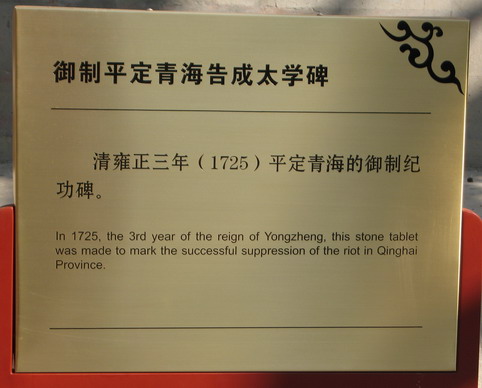 御制平定青海告成太学碑
清雍正三年（1725）平定青海的御制纪
功碑。
In 1725, the 3rd year of the reign of Yongzheng, this stone tablet
was made to mark the successful suppression of the riot in Qinghai
Province.